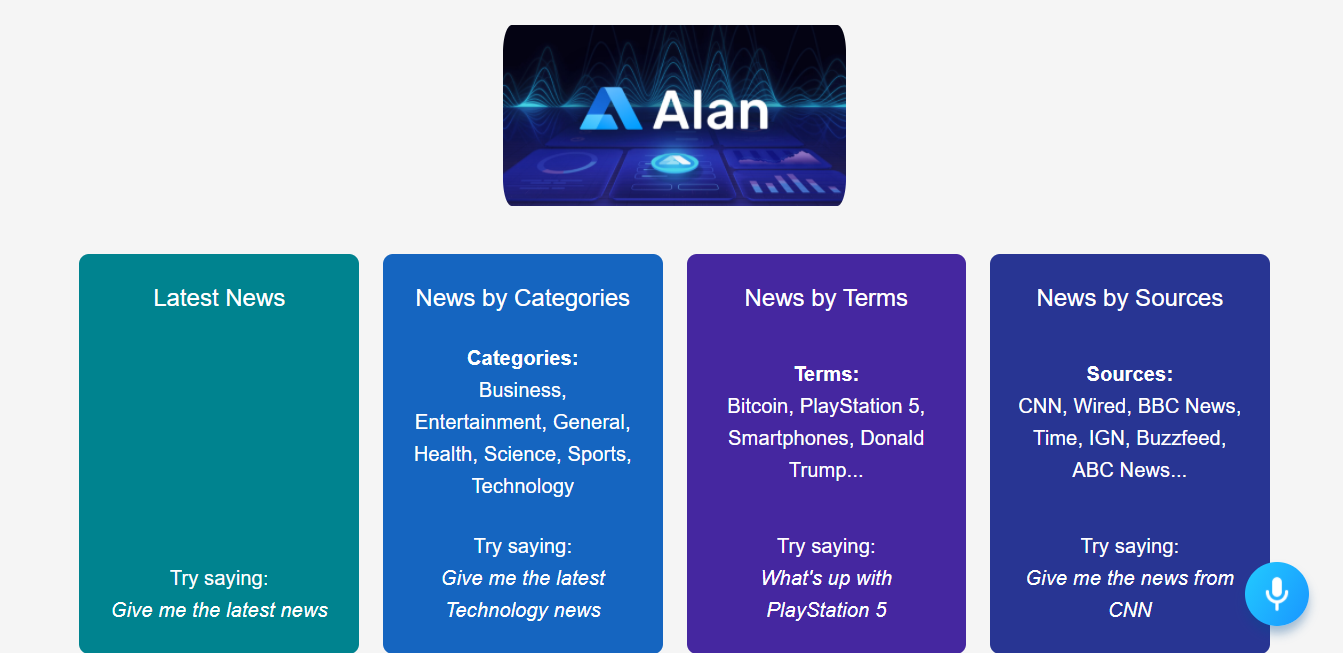 Alan
Latest News
Try saying:
Give me the latest news
News by Categories
Categories:
Business,
Entertainment, General,
Health, Science, Sports,
Technology
Try saying:
Give me the latest
Technology news
News by Terms
Terms:
Bitcoin, PlayStation 5,
Smartphones, Donald
Trump...
Try saying:
What's up with
PlayStation 5
News by Sources
Sources:
CNN, Wired, BBC News,
Time, IGN, Buzzfeed,
ABC News...
Try saying:
Give me the news from
CNN